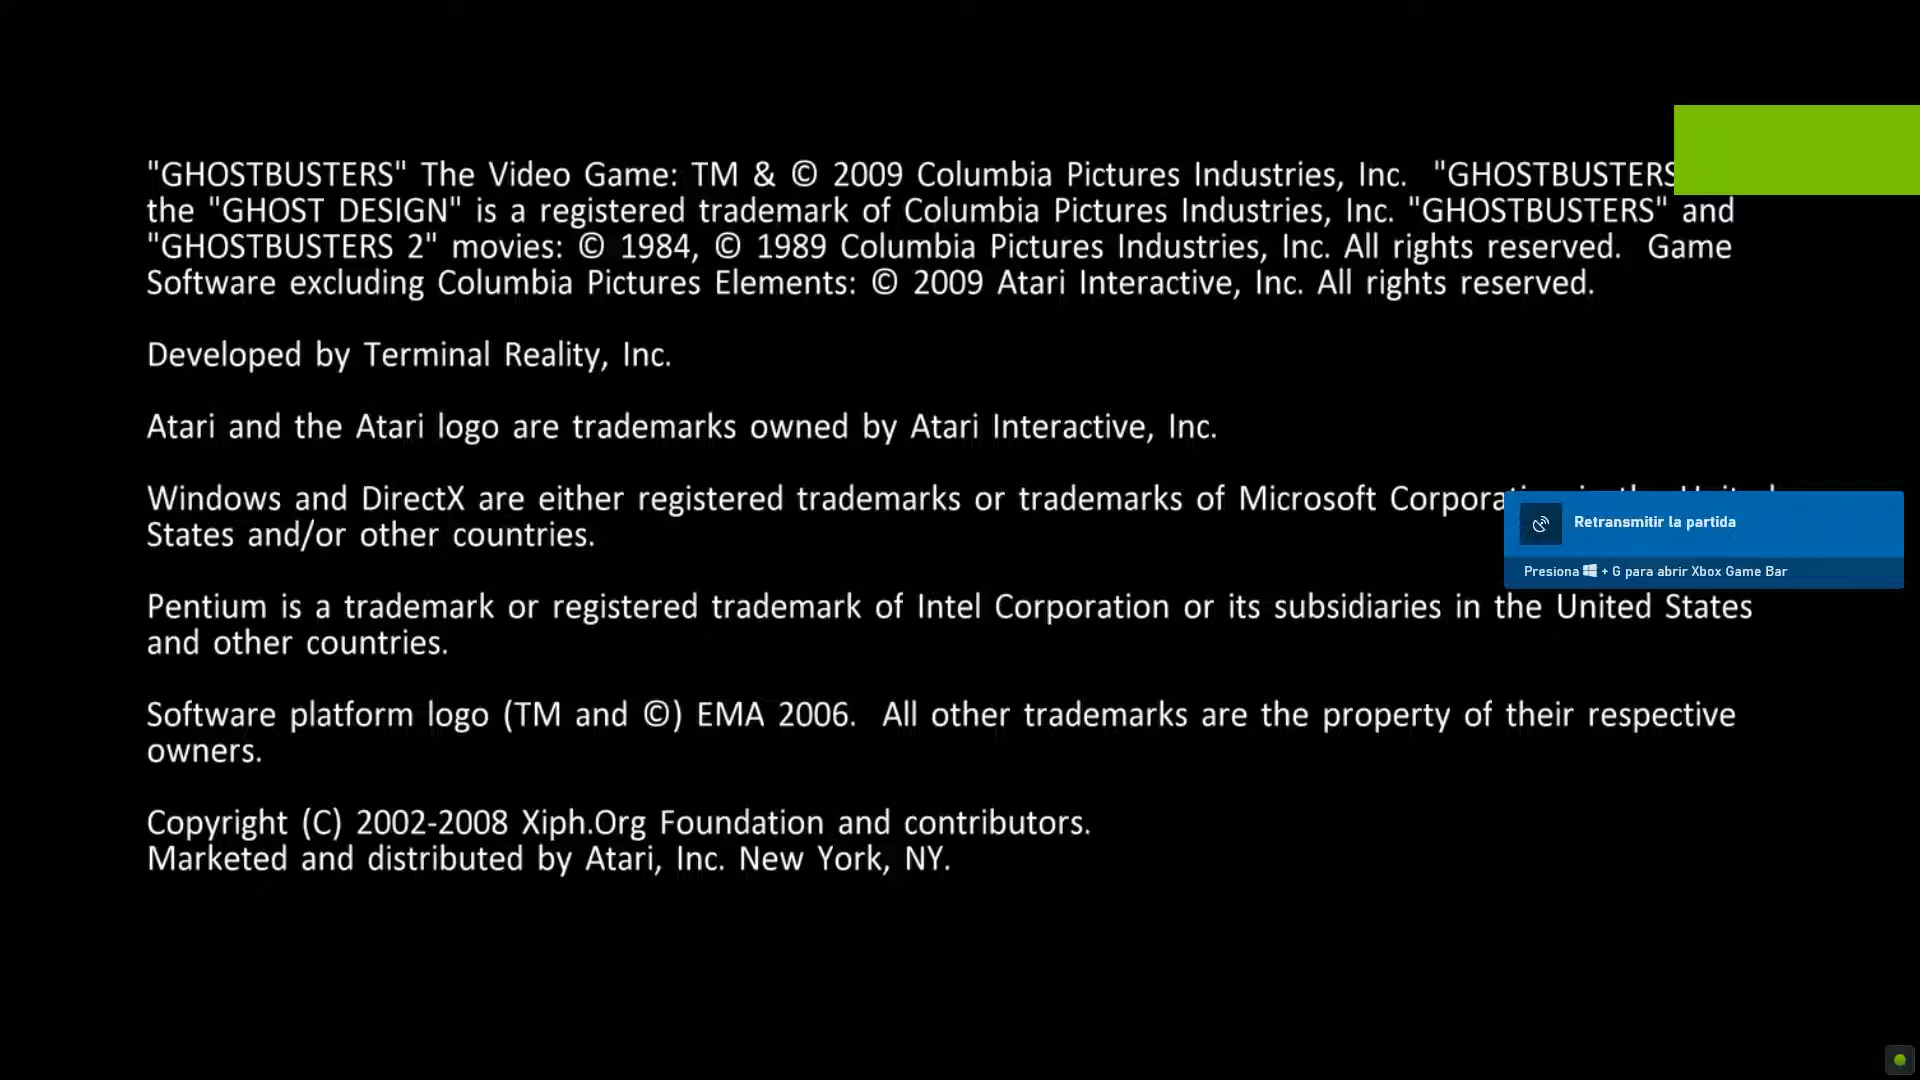 "GHOSTBUSTERS" The Video Game: TM & © 2009 Columbia Pictures Industries, Inc. "GHOSTBUSTERS
the "GHOST DESIGN" is a registered trademark of Columbia Pictures Industries, Inc. "GHOSTBUSTERS" and
"GHOSTBUSTERS 2" movies: © 1984, © 1989 Columbia Pictures Industries, Inc. All rights reserved. Game
Software excluding Columbia Pictures Elements: © 2009 Atari Interactive, Inc. All rights reserved.
Developed by Terminal Reality, Inc.
Atari and the Atari logo are trademarks owned by Atari Interactive, Inc.
Windows and DirectX are either registered trademarks or trademarks of Microsoft
States and/or other countries.
Retransmitir la partida
Presiona + G para abrir Xbox Game Bar
Pentium is a trademark or registered trademark of Intel Corporation or its subsidiaries in the United States
and other countries.
Software platform logo (TM and ©) EMA 2006. All other trademarks are the property of their respective
owners.
Copyright (C) 2002-2008 Xiph.Org Foundation and contributors.
Marketed and distributed by Atari, Inc. New York, NY.